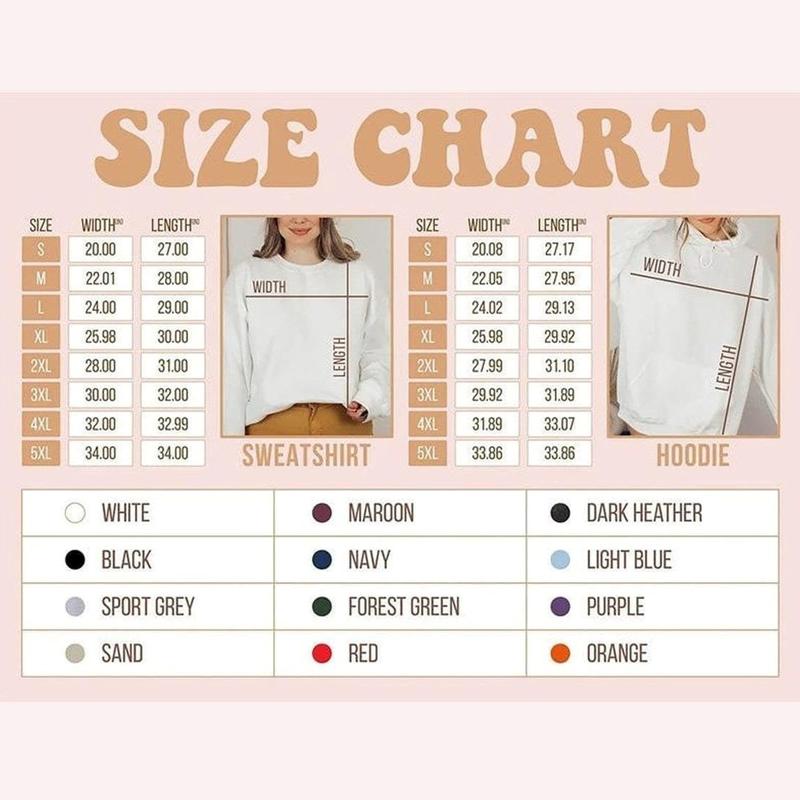 SIZE CHART
SIZE WIDTH(IN) LENGTH(IN)
S 20.00 27.00
M 22.01 28.00
L 24.00 29.00
XL 25.98 30.00
2XL 28.00 31.00
3XL 30.00 32.00
4XL 32.00 32.99
5XL 34.00 34.00
WIDTH
LENGTH
SWEATSHIRT
SIZE WIDTH(IN) LENGTH(IN)
S 20.08 27.17
M 22.05 27.95
L 24.02 29.13
XL 25.98 29.92
2XL 27.99 31.10
3XL 29.92 31.89
4XL 31.89 33.07
5XL 33.86 33.86
WIDTH
LENGTH
HOODIE
WHITE MAROON DARK HEATHER
BLACK NAVY LIGHT BLUE
SPORT GREY FOREST GREEN PURPLE
SAND RED ORANGE